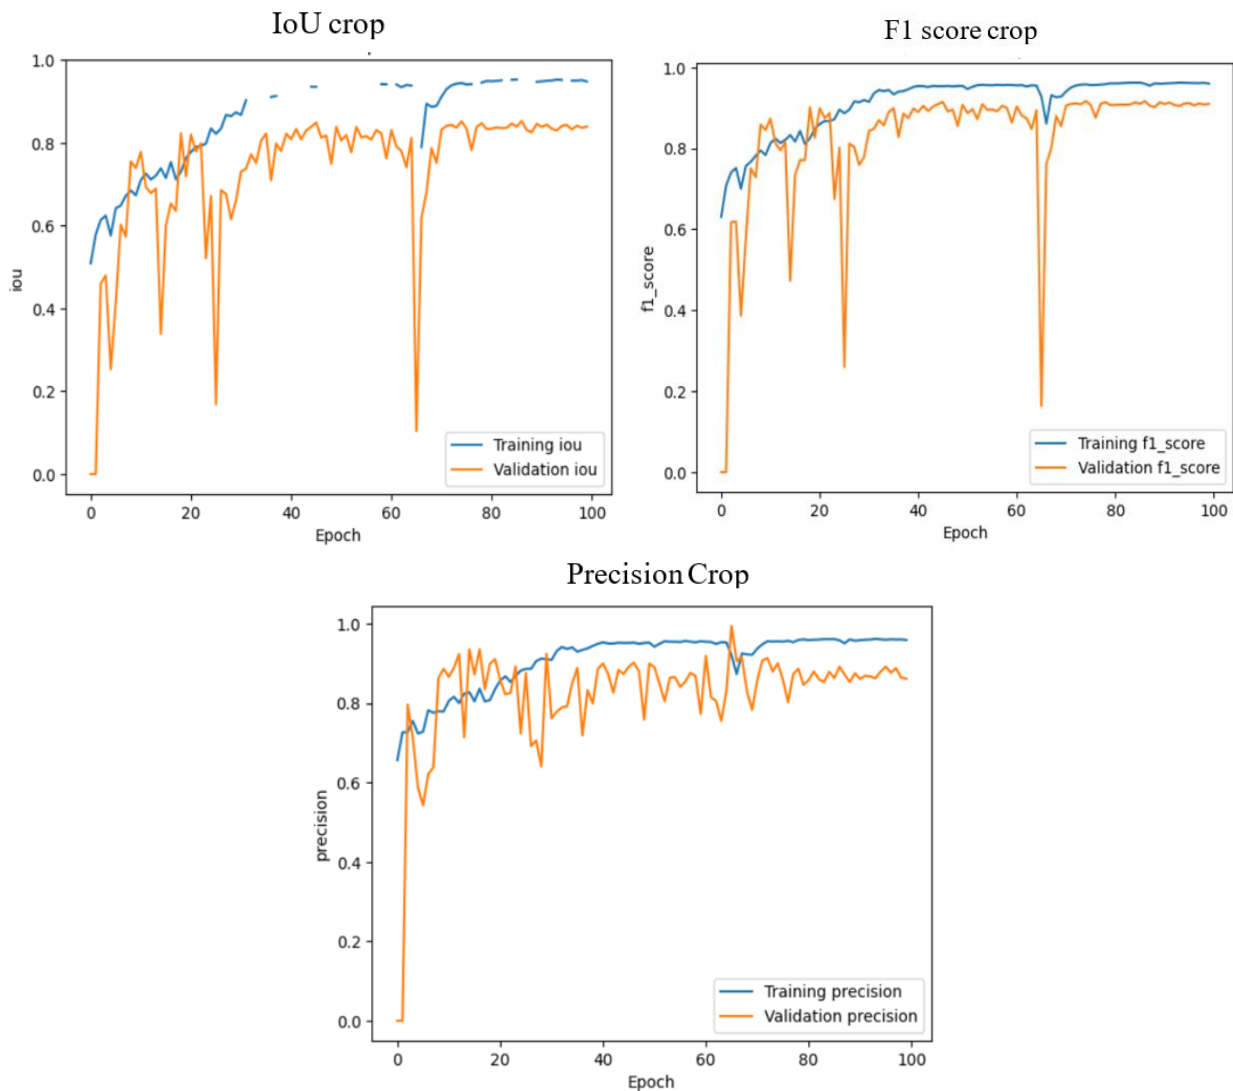 IoU crop
1.0
0.8
0.6
0.4
0.2
0.0
iou
0 20 40 60 80 100
Epoch
Training iou
Validation iou
F1 score crop
1.0
0.8
0.6
0.4
0.2
0.0
f1_score
0 20 40 60 80 100
Epoch
Training f1_score
Validation f1_score
Precision Crop
1.0
0.8
0.6
0.4
0.2
0.0
precision
0 20 40 60 80 100
Epoch
Training precision
Validation precision